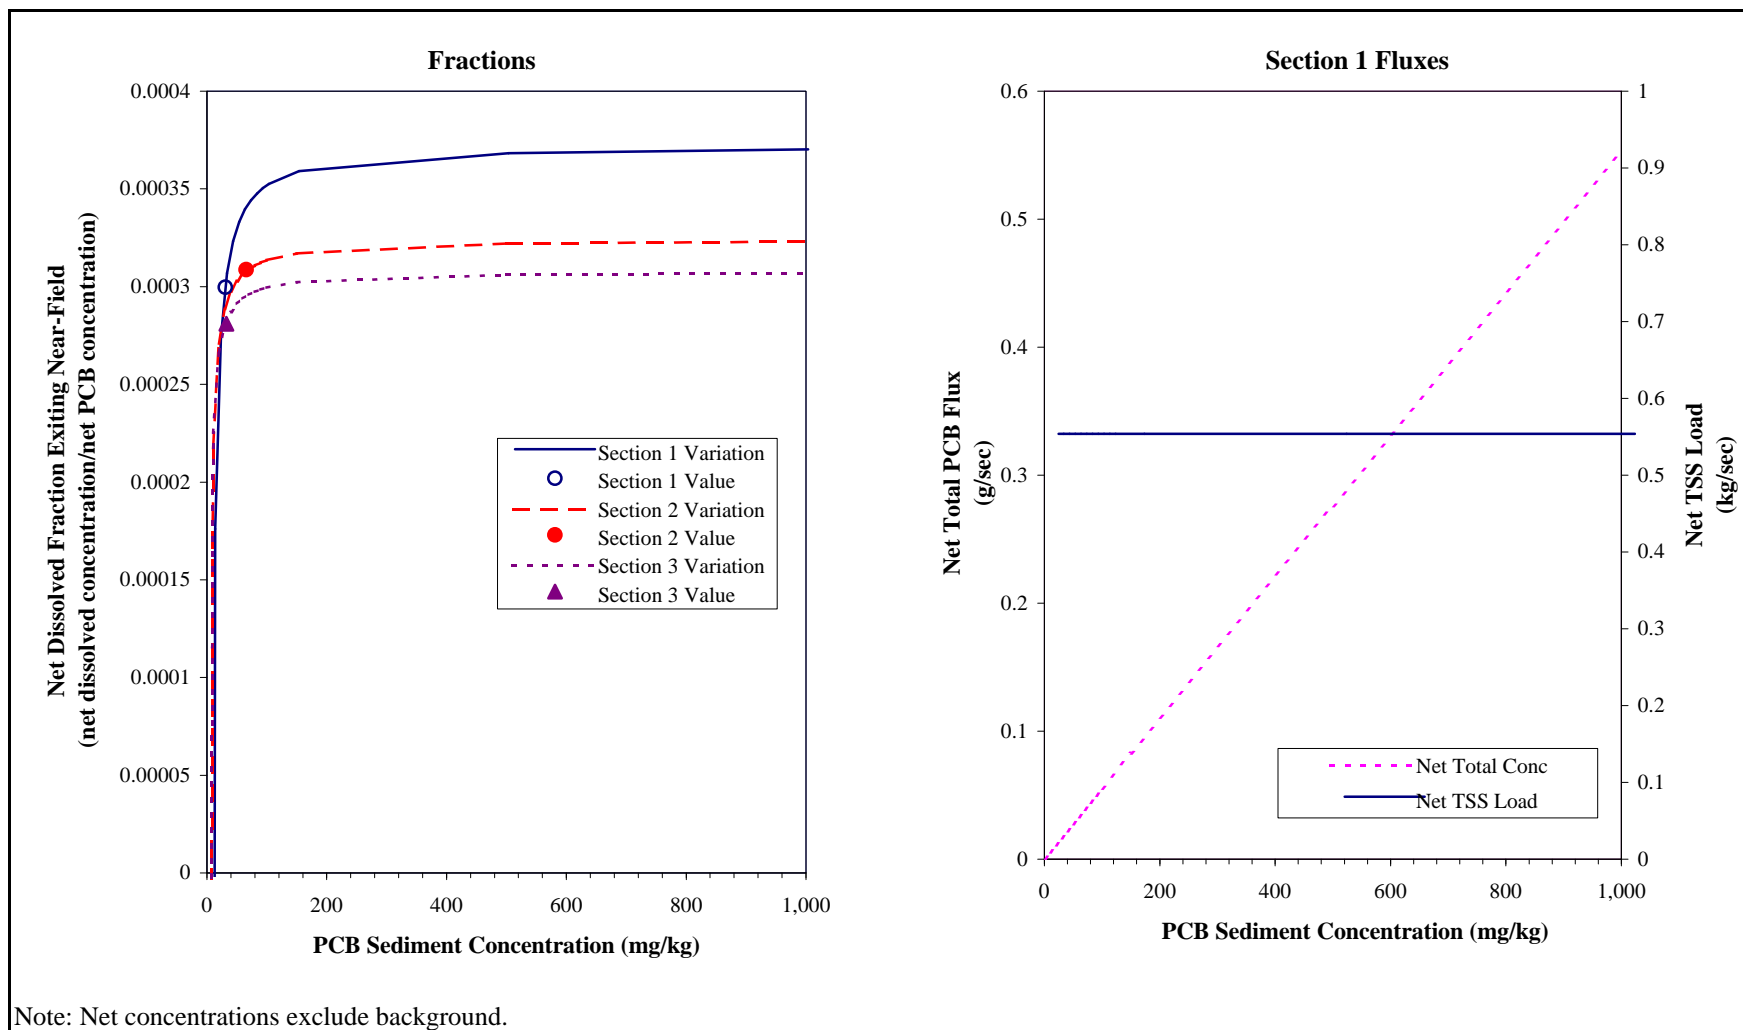 Fractions
0.0004
0.00035
0.0003
0.00025
0.0002
0.00015
0.0001
0.00005
0
0
200
400
600
800
1,000
PCB Sediment Concentration (mg/kg)
Net Dissolved Fraction Exiting Near-Field
(net dissolved concentration/net PCB concentration)
Section 1 Variation
Section 1 Value
Section 2 Variation
Section 2 Value
Section 3 Variation
Section 3 Value
Section 1 Fluxes
0.6
0.5
0.4
0.3
0.2
0.1
0
Net Total PCB Flux
(g/sec)
0
200
400
600
800
1,000
PCB Sediment Concentration (mg/kg)
1
0.9
0.8
0.7
0.6
0.5
0.4
0.3
0.2
0.1
0
Net TSS Load
(kg/sec)
Net Total Conc
Net TSS Load
Note: Net concentrations exclude background.